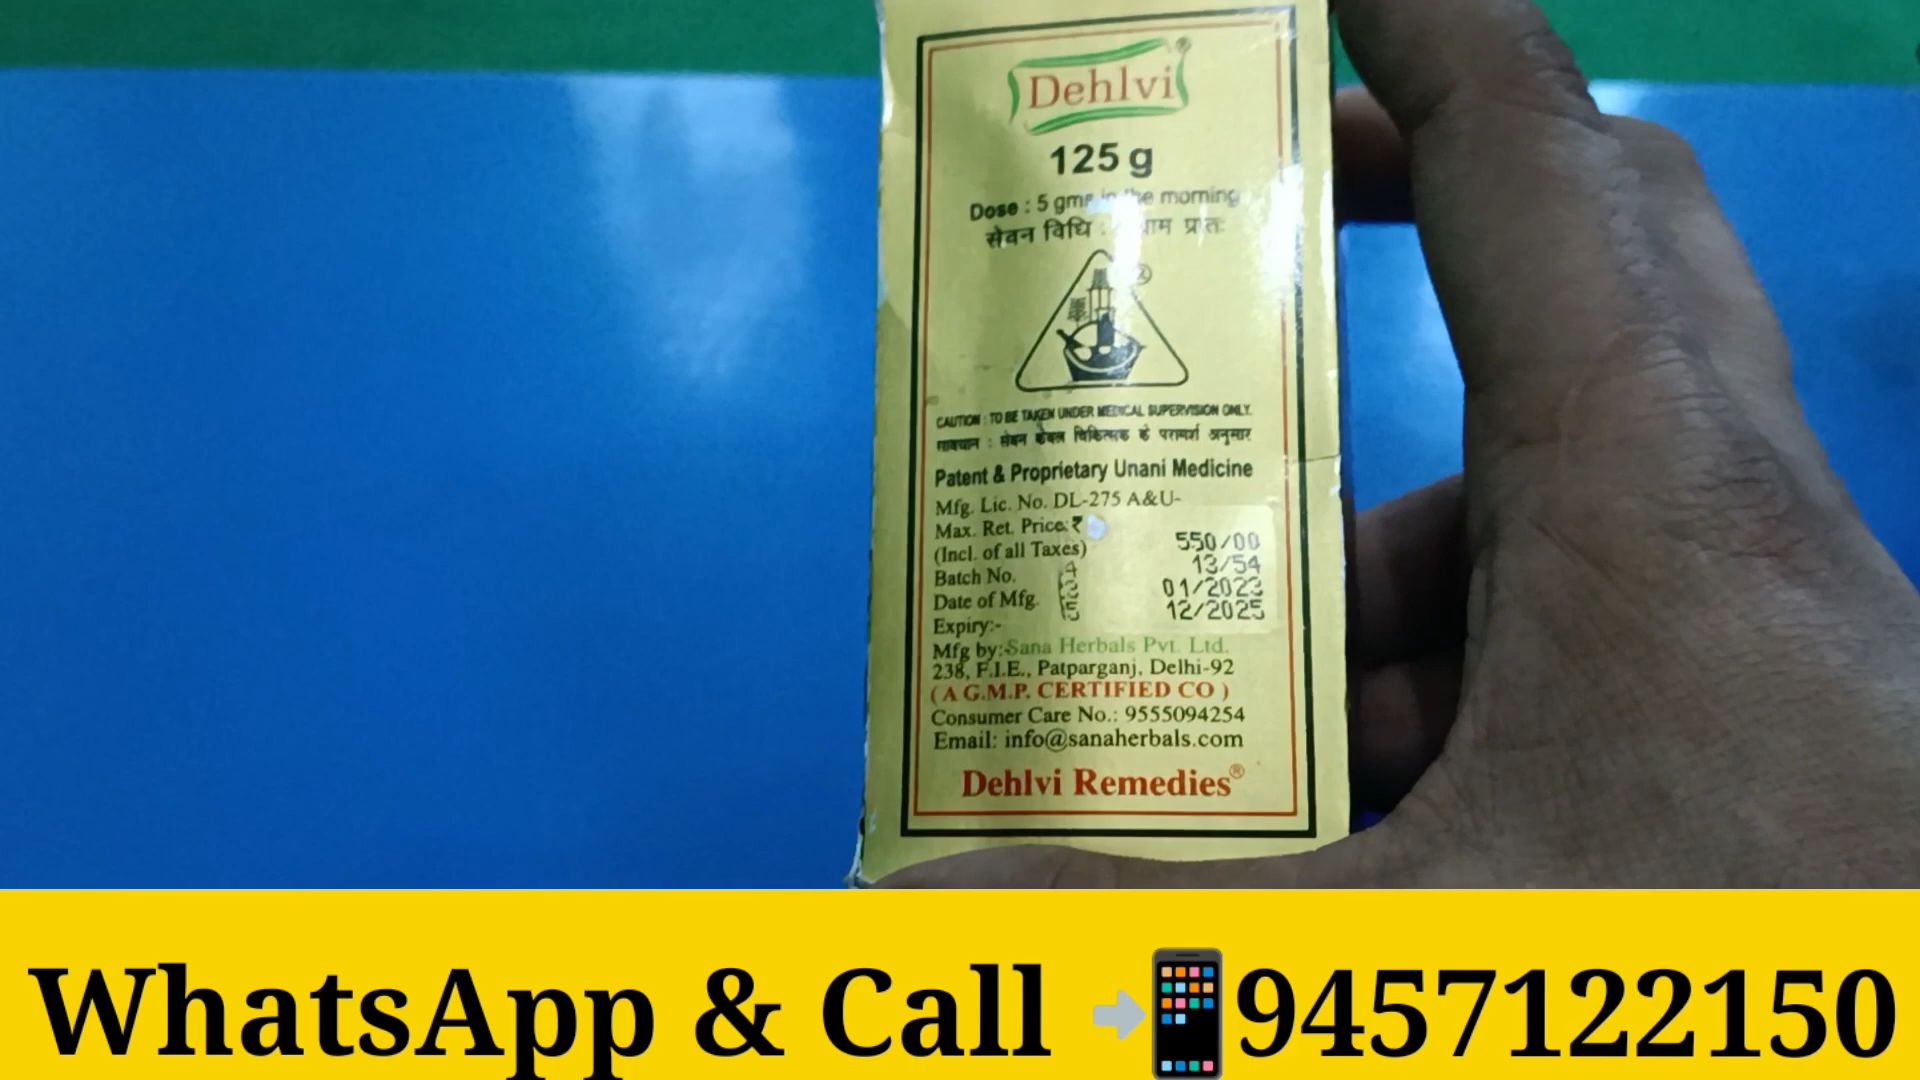 Dehlvi®
125 g
Dose : 5 gms in the morning
सेवन विधि : ग्राम प्रातः
CAUTION : TO BE TAKEN UNDER MEDICAL SUPERVISION ONLY.
सावधान : सेवन केवल चिकित्सक के परामर्श अनुसार
Patent & Proprietary Unani Medicine
Mfg. Lic. No. DL-275 A&U-
Max. Ret. Price: ₹
(Incl. of all Taxes) 550/00
Batch No. 13/54
Date of Mfg. 01/2023
Expiry:- 12/2025
Mfg by:-Sana Herbals Pvt. Ltd.
238, F.I.E., Patparganj, Delhi-92
( A G.M.P. CERTIFIED CO )
Consumer Care No.: 9555094254
Email: info@sanaherbals.com
Dehlvi Remedies®
WhatsApp & Call 9457122150